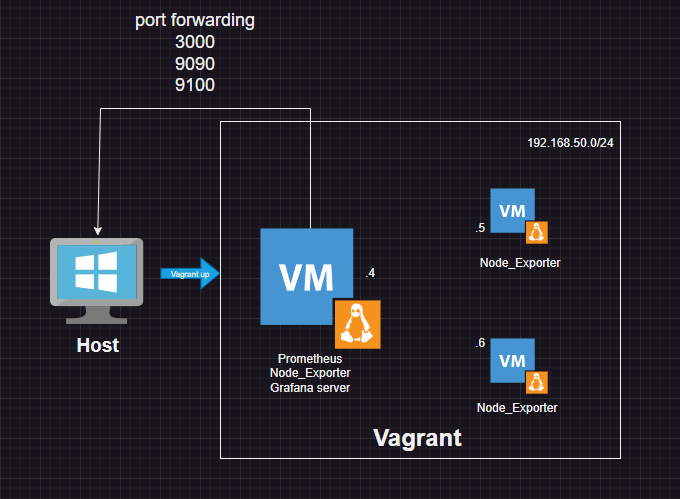 port forwarding
3000
9090
9100
192.168.50.0/24
VM
.5
Node_Exporter
Vagrant up
VM
.4
Host
Prometheus
Node_Exporter
Grafana server
.6
VM
Node_Exporter
Vagrant